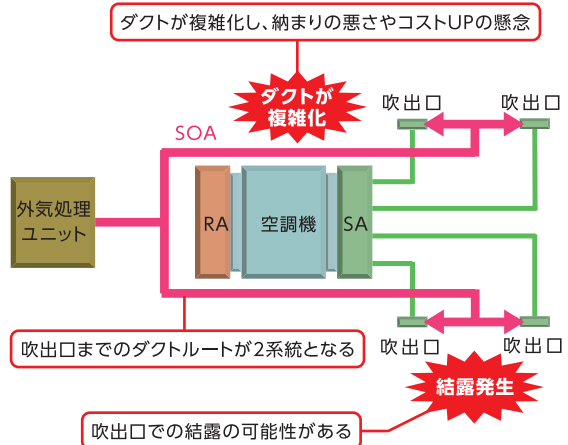 ダクトが複雑化し、納まりの悪さやコストUPの懸念
ダクトが
複雑化
吹出口
吹出口
SOA
外気処理
ユニット
RA
空調機
SA
吹出口
吹出口
吹出口までのダクトルートが2系統となる
結露発生
吹出口での結露の可能性がある